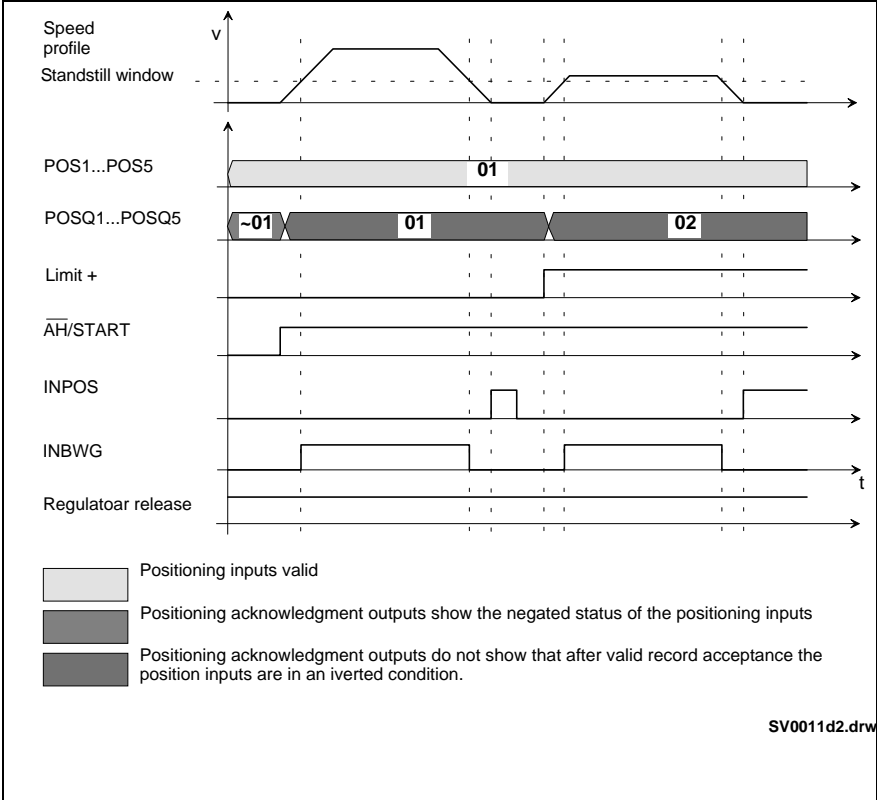 Speed
profile
v
Standstill window
POS1...POS5
01
POSQ1...POSQ5
~01
01
02
Limit +
A̅H̅/START
INPOS
INBWG
t
Regulatoar release
Positioning inputs valid
Positioning acknowledgment outputs show the negated status of the positioning inputs
Positioning acknowledgment outputs do not show that after valid record acceptance the
position inputs are in an iverted condition.
SV0011d2.drw